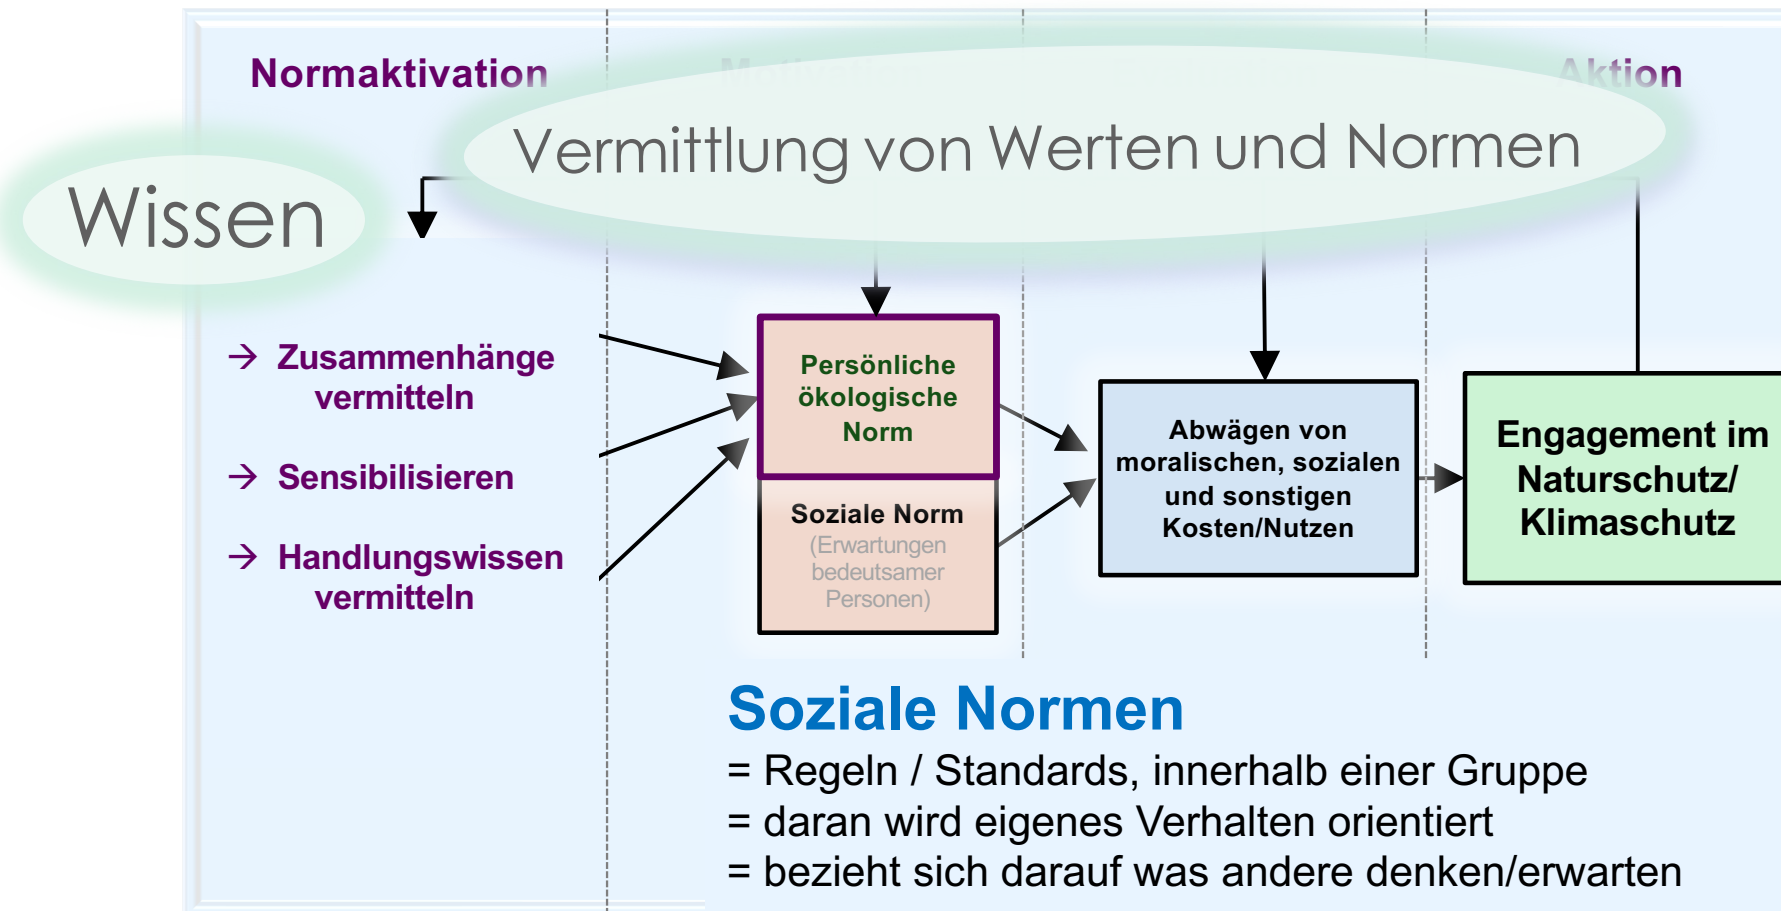 Normaktivation
Aktion
Vermittlung von Werten und Normen
Wissen
→ Zusammenhänge
vermitteln
→ Sensibilisieren
→ Handlungswissen
vermitteln
Persönliche
ökologische
Norm
Soziale Norm
(Erwartungen
bedeutsamer
Personen)
Abwägen von
moralischen, sozialen
und sonstigen
Kosten/Nutzen
Engagement im
Naturschutz/
Klimaschutz
Soziale Normen
= Regeln / Standards, innerhalb einer Gruppe
= daran wird eigenes Verhalten orientiert
= bezieht sich darauf was andere denken/erwarten